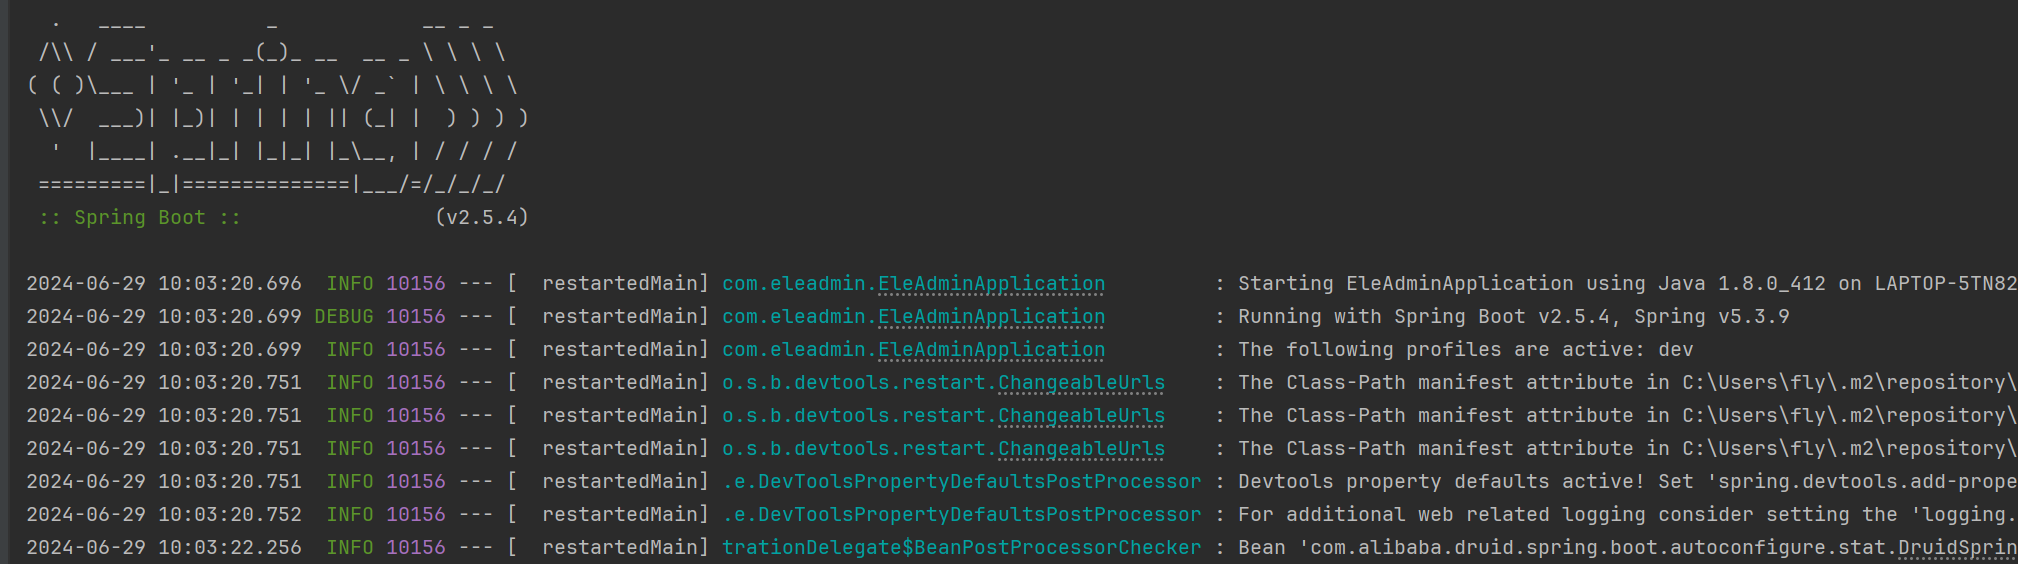 .   ____          _            __ _ _
 /\\ / ___'_ __ _ _(_)_ __  __ _ \ \ \ \
( ( )\___ | '_ | '_| | '_ \/ _` | \ \ \ \
 \\/  ___)| |_)| | | | | || (_| |  ) ) ) )
  '  |____| .__|_| |_|_| |_\__, | / / / /
 =========|_|==============|___/=/_/_/_/
 :: Spring Boot ::                (v2.5.4)
2024-06-29 10:03:20.696  INFO 10156 --- [  restartedMain] com.eleadmin.EleAdminApplication         : Starting EleAdminApplication using Java 1.8.0_412 on LAPTOP-5TN82
2024-06-29 10:03:20.699 DEBUG 10156 --- [  restartedMain] com.eleadmin.EleAdminApplication         : Running with Spring Boot v2.5.4, Spring v5.3.9
2024-06-29 10:03:20.699  INFO 10156 --- [  restartedMain] com.eleadmin.EleAdminApplication         : The following profiles are active: dev
2024-06-29 10:03:20.751  INFO 10156 --- [  restartedMain] o.s.b.devtools.restart.ChangeableUrls    : The Class-Path manifest attribute in C:\Users\fly\.m2\repository\
2024-06-29 10:03:20.751  INFO 10156 --- [  restartedMain] o.s.b.devtools.restart.ChangeableUrls    : The Class-Path manifest attribute in C:\Users\fly\.m2\repository\
2024-06-29 10:03:20.751  INFO 10156 --- [  restartedMain] o.s.b.devtools.restart.ChangeableUrls    : The Class-Path manifest attribute in C:\Users\fly\.m2\repository\
2024-06-29 10:03:20.751  INFO 10156 --- [  restartedMain] .e.DevToolsPropertyDefaultsPostProcessor : Devtools property defaults active! Set 'spring.devtools.add-prope
2024-06-29 10:03:20.752  INFO 10156 --- [  restartedMain] .e.DevToolsPropertyDefaultsPostProcessor : For additional web related logging consider setting the 'logging.
2024-06-29 10:03:22.256  INFO 10156 --- [  restartedMain] trationDelegate$BeanPostProcessorChecker : Bean 'com.alibaba.druid.spring.boot.autoconfigure.stat.DruidSprin